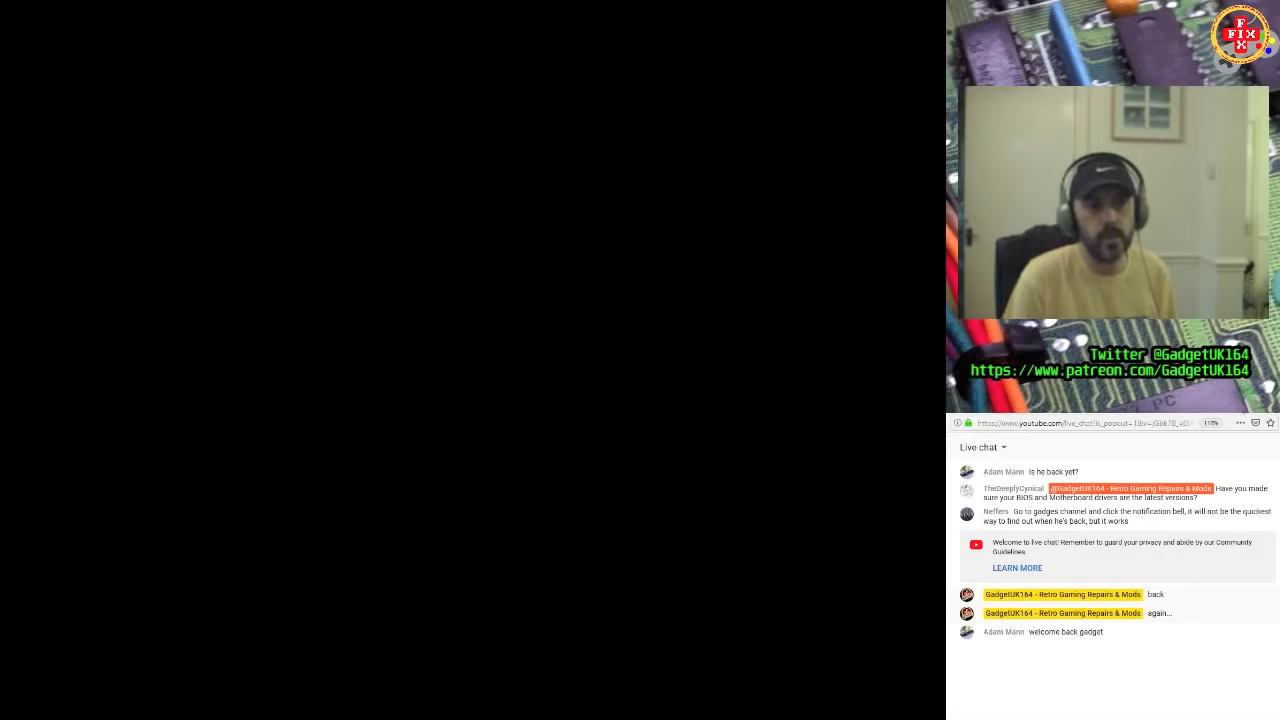 F
FIX
X
Twitter @GadgetUK164
https://www.patreon.com/GadgetUK164
PC
110%
Live chat
Adam Mann Is he back yet?
TheDeeplyCynical @GadgetUK164 - Retro Gaming Repairs & Mods Have you made
sure your BIOS and Motherboard drivers are the latest versions?
Neffers Go to gadges channel and click the notification bell, it will not be the quickest
way to find out when he's back, but it works
Welcome to live chat! Remember to guard your privacy and abide by our Community
Guidelines.
LEARN MORE
GadgetUK164 - Retro Gaming Repairs & Mods back
GadgetUK164 - Retro Gaming Repairs & Mods again...
Adam Mann welcome back gadget